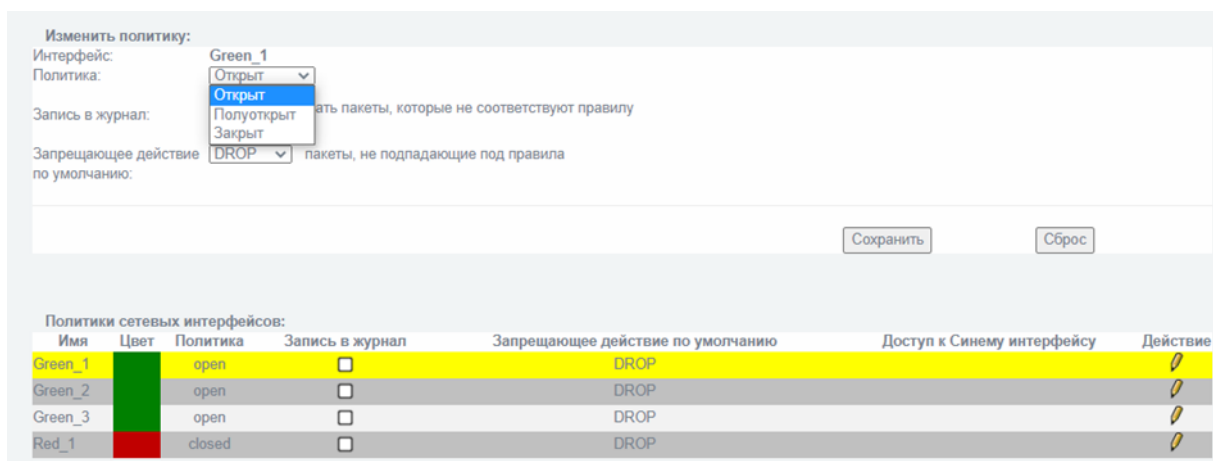 Изменить политику:
Интерфейс: Green_1
Политика: Открыт
Открыт
Полуоткрыт
Закрыт
Запись в журнал: ать пакеты, которые не соответствуют правилу
Запрещающее действие DROP пакеты, не подпадающие под правила
по умолчанию:
Сохранить Сброс
Политики сетевых интерфейсов:
Имя Цвет Политика Запись в журнал Запрещающее действие по умолчанию Доступ к Синему интерфейсу Действие
Green_1 open DROP
Green_2 open DROP
Green_3 open DROP
Red_1 closed DROP